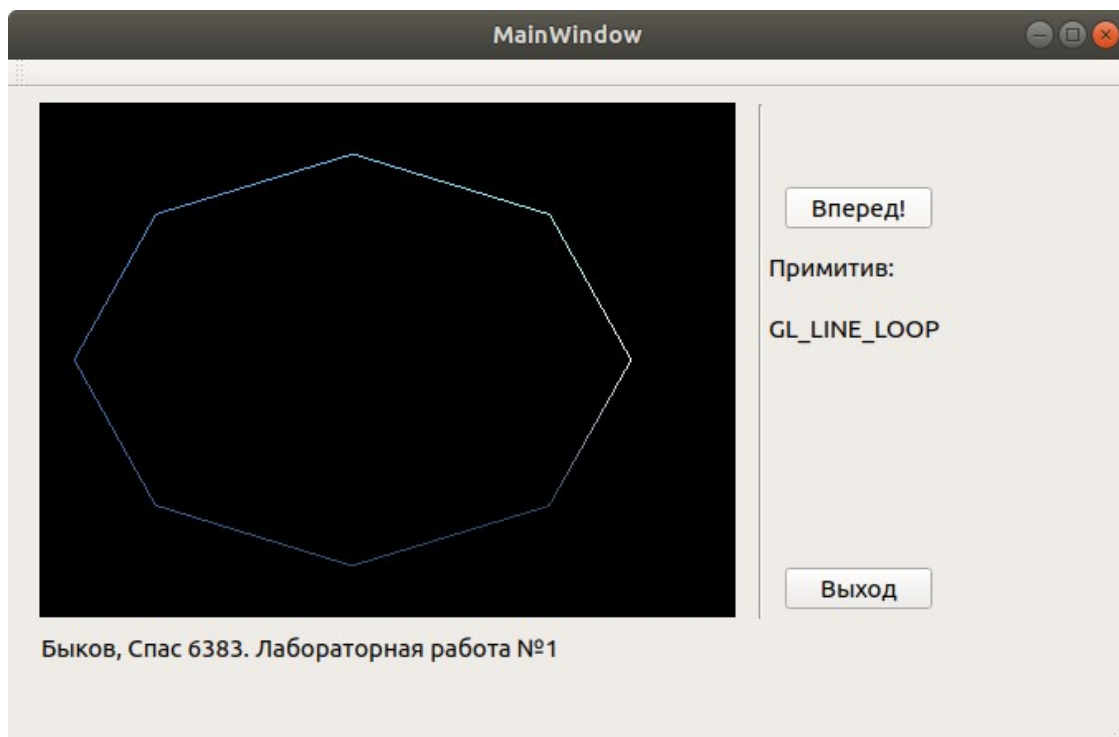 MainWindow
Вперед!
Примитив:
GL_LINE_LOOP
Выход
Быков, Спас 6383. Лабораторная работа №1